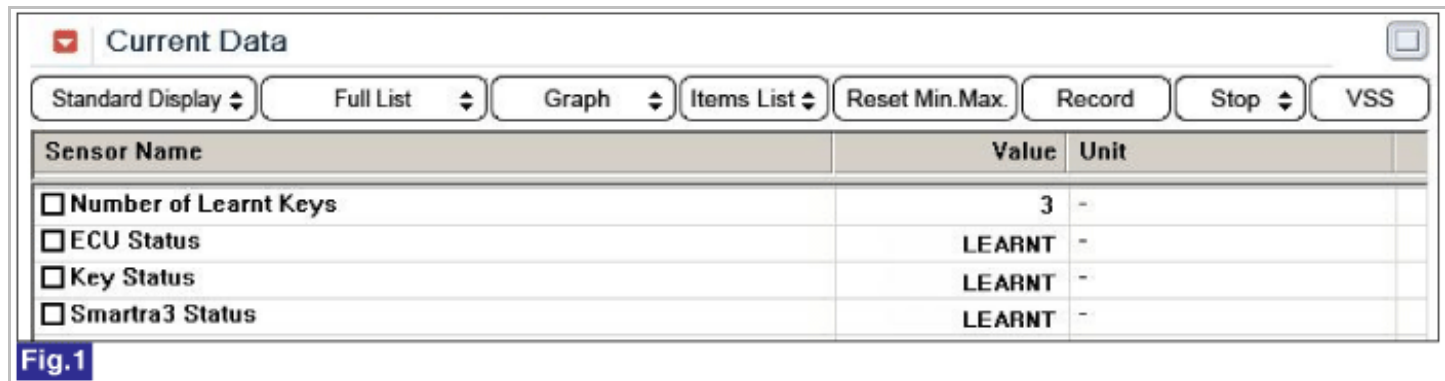 Current Data
Standard Display Full List Graph Items List Reset Min.Max. Record Stop VSS
Sensor Name Value Unit
Number of Learnt Keys 3 -
ECU Status LEARNT -
Key Status LEARNT -
Smartra3 Status LEARNT -
Fig.1